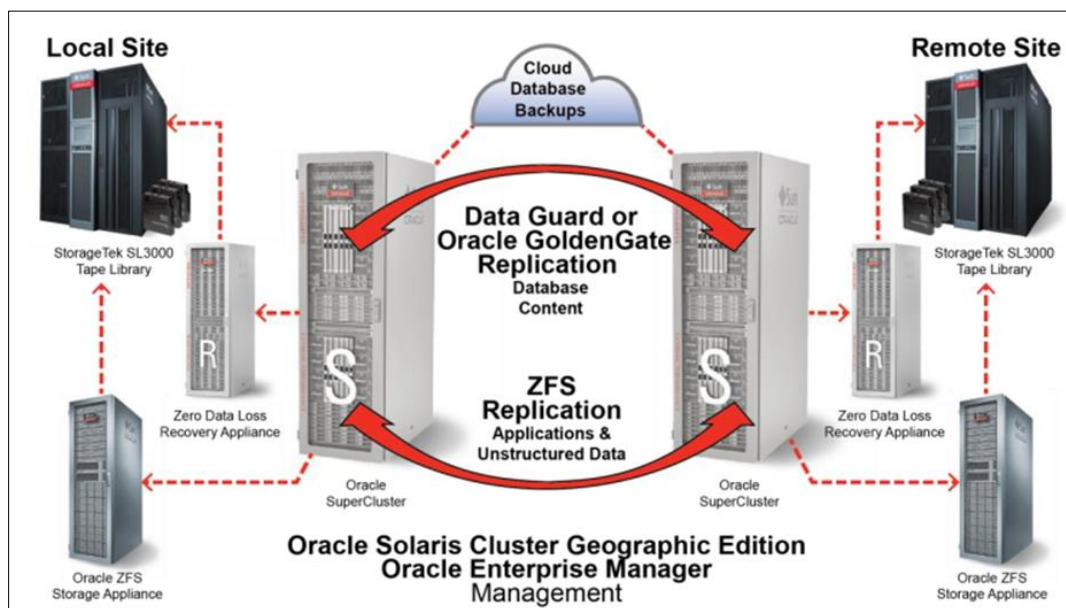 Local Site
Remote Site
Cloud
Database
Backups
Data Guard or
Oracle GoldenGate
Replication
Database
Content
StorageTek SL3000
Tape Library
StorageTek SL3000
Tape Library
R
S
S
R
Zero Data Loss
Recovery Appliance
ZFS
Replication
Applications &
Unstructured Data
Zero Data Loss
Recovery Appliance
Oracle
SuperCluster
Oracle
SuperCluster
Oracle ZFS
Storage Appliance
Oracle Solaris Cluster Geographic Edition
Oracle Enterprise Manager
Management
Oracle ZFS
Storage Appliance